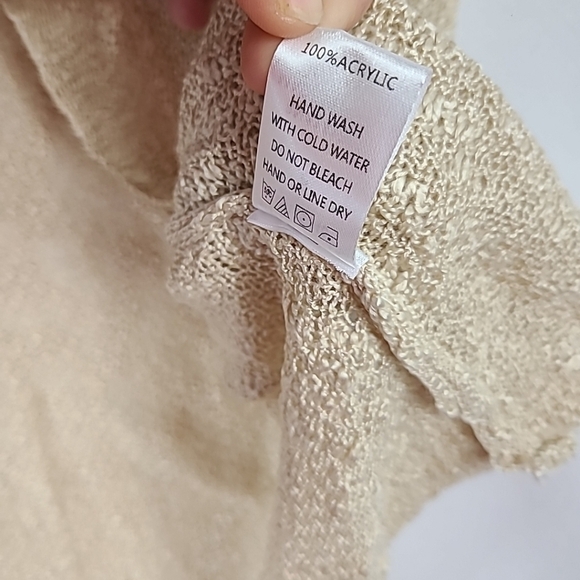 100%ACRYLIC
HAND WASH
WITH COLD WATER
DO NOT BLEACH
HAND OR LINE DRY